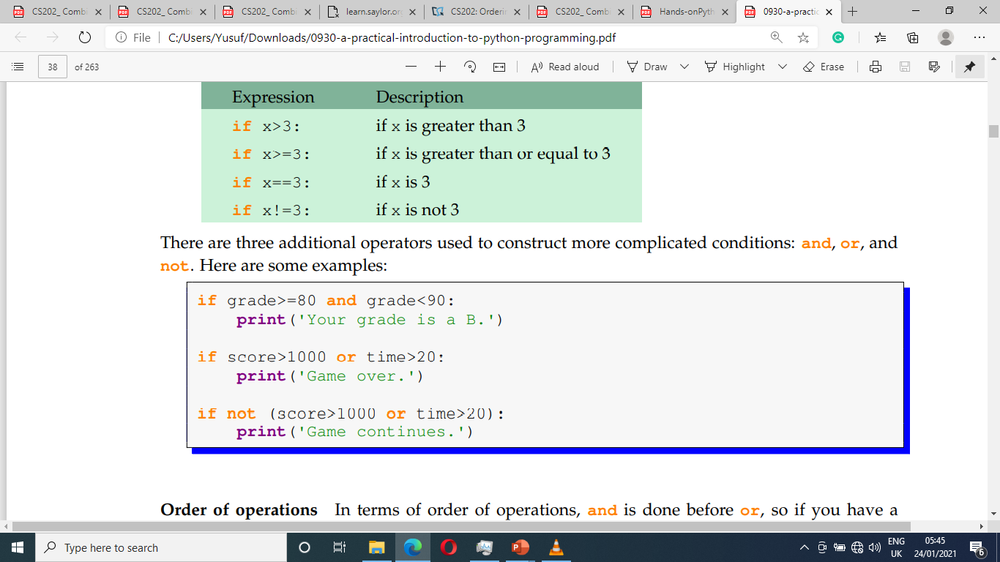 CS202_ Combi
CS202_ Combi
CS202_ Comb
learn.saylor.or
CS202: Orderin
CS202_ Combi
Hands-onPyth
0930-a-practic
File
C:/Users/Yusuf/Downloads/0930-a-practical-introduction-to-python-programming.pdf
38 of 263
Read aloud
Draw
Highlight
Erase
Expression Description
if x>3: if x is greater than 3
if x>=3: if x is greater than or equal to 3
if x==3: if x is 3
if x!=3: if x is not 3
There are three additional operators used to construct more complicated conditions: and, or, and
not. Here are some examples:
if grade>=80 and grade<90:
print('Your grade is a B.')
if score>1000 or time>20:
print('Game over.')
if not (score>1000 or time>20):
print('Game continues.')
Order of operations In terms of order of operations, and is done before or, so if you have a
Type here to search
ENG
UK
05:45
24/01/2021
6